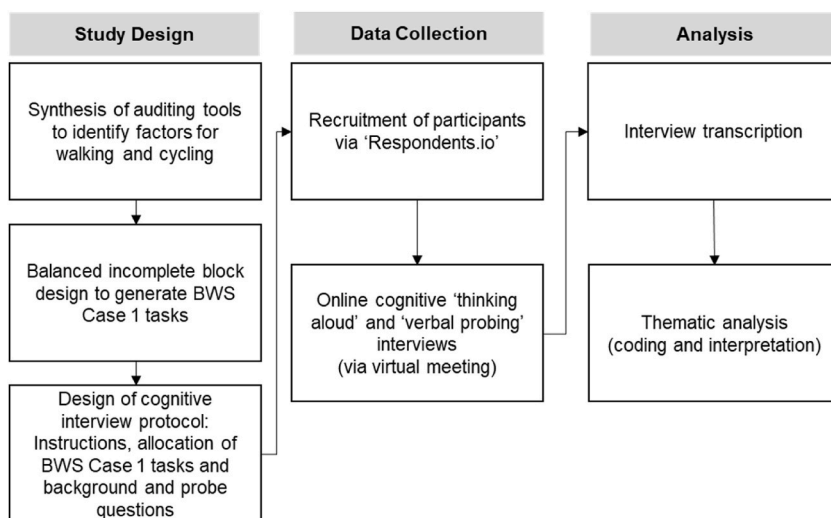 Study Design
Synthesis of auditing tools
to identify factors for
walking and cycling
Balanced incomplete block
design to generate BWS
Case 1 tasks
Design of cognitive
interview protocol:
Instructions, allocation of
BWS Case 1 tasks and
background and probe
questions
Data Collection
Recruitment of participants
via ‘Respondents.io’
Online cognitive ‘thinking
aloud’ and ‘verbal probing’
interviews
(via virtual meeting)
Analysis
Interview transcription
Thematic analysis
(coding and interpretation)